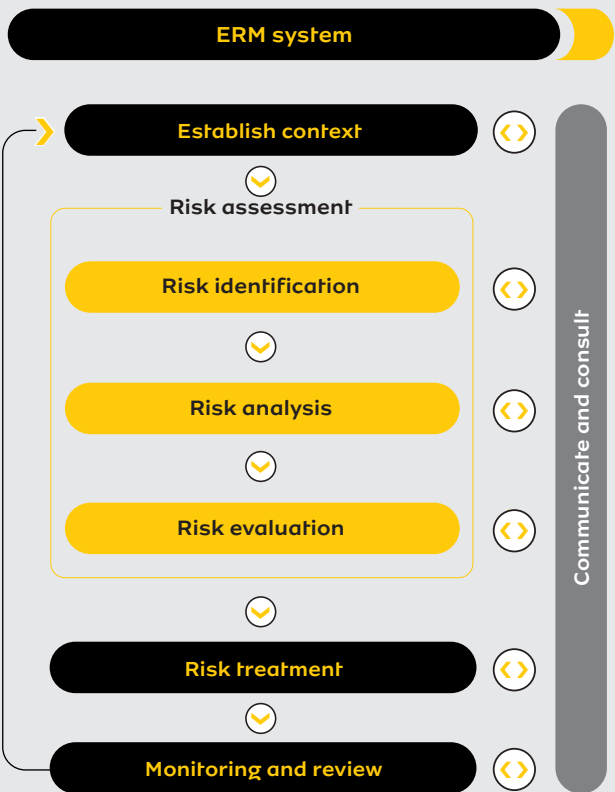 ERM system
Establish context
Risk assessment
Risk identification
Risk analysis
Risk evaluation
Risk treatment
Monitoring and review
Communicate and consult